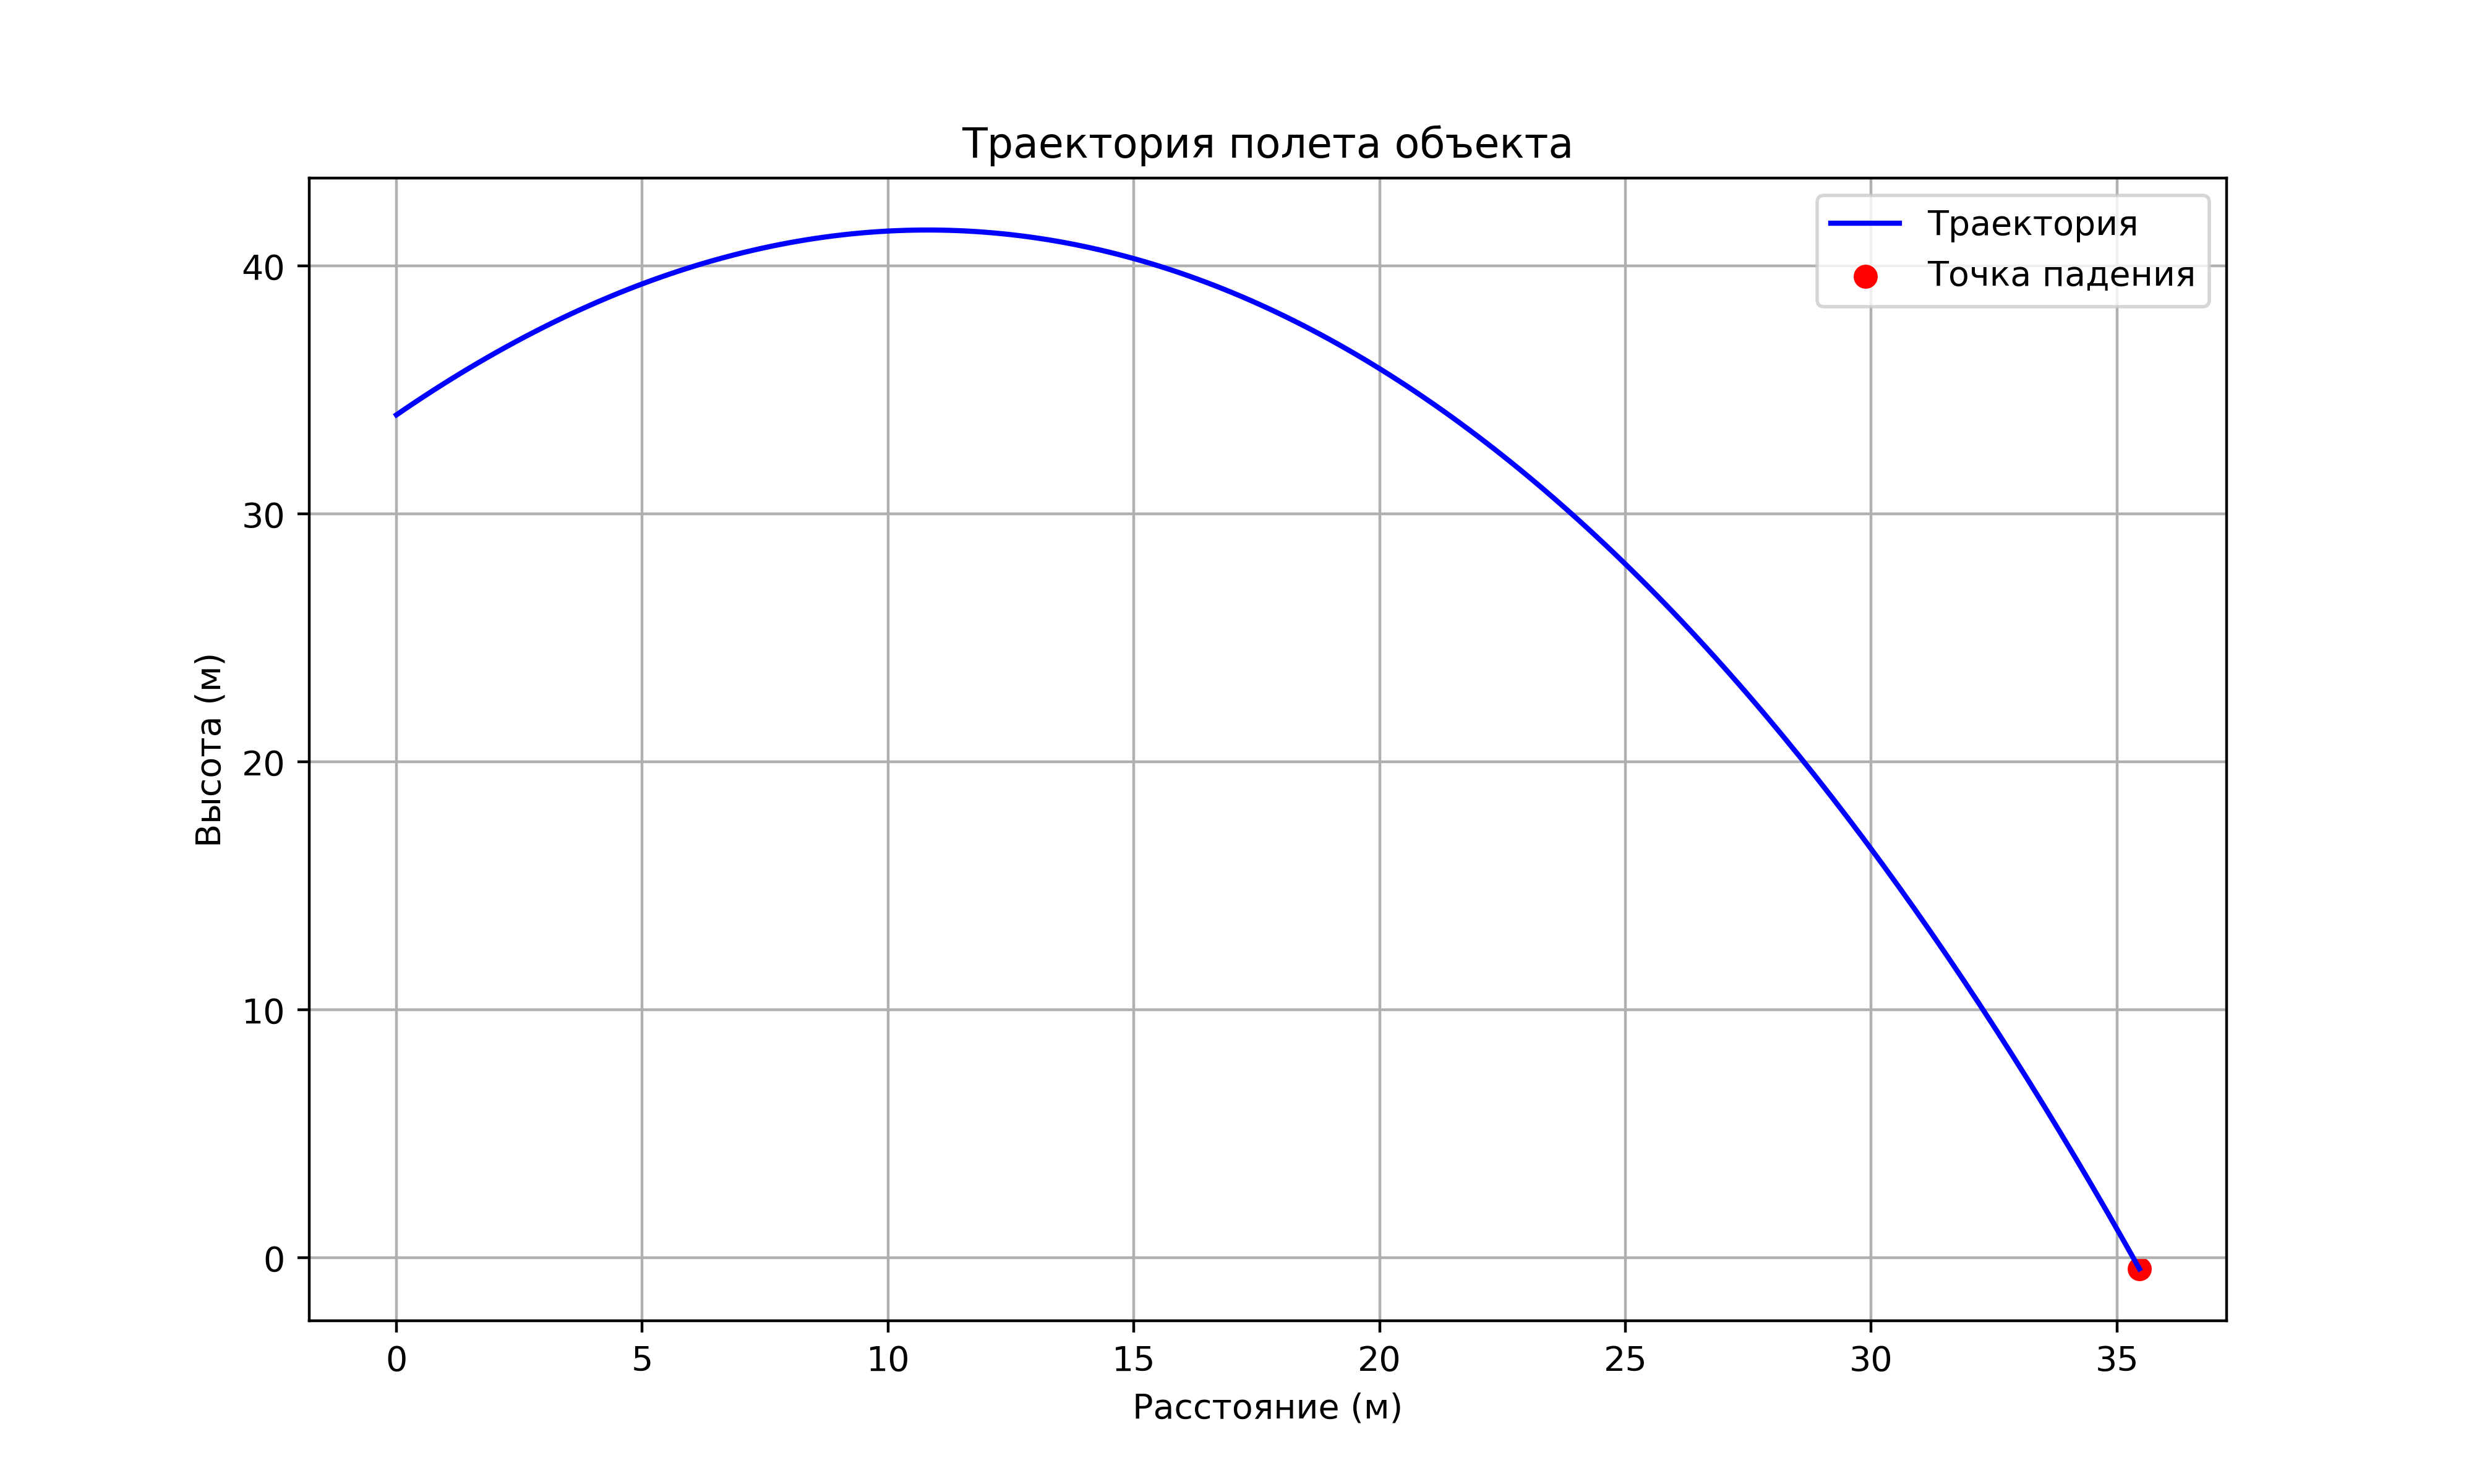 Траектория полета объекта
Траектория
Точка падения
Высота (м)
40
30
20
10
0
0 5 10 15 20 25 30 35
Расстояние (м)